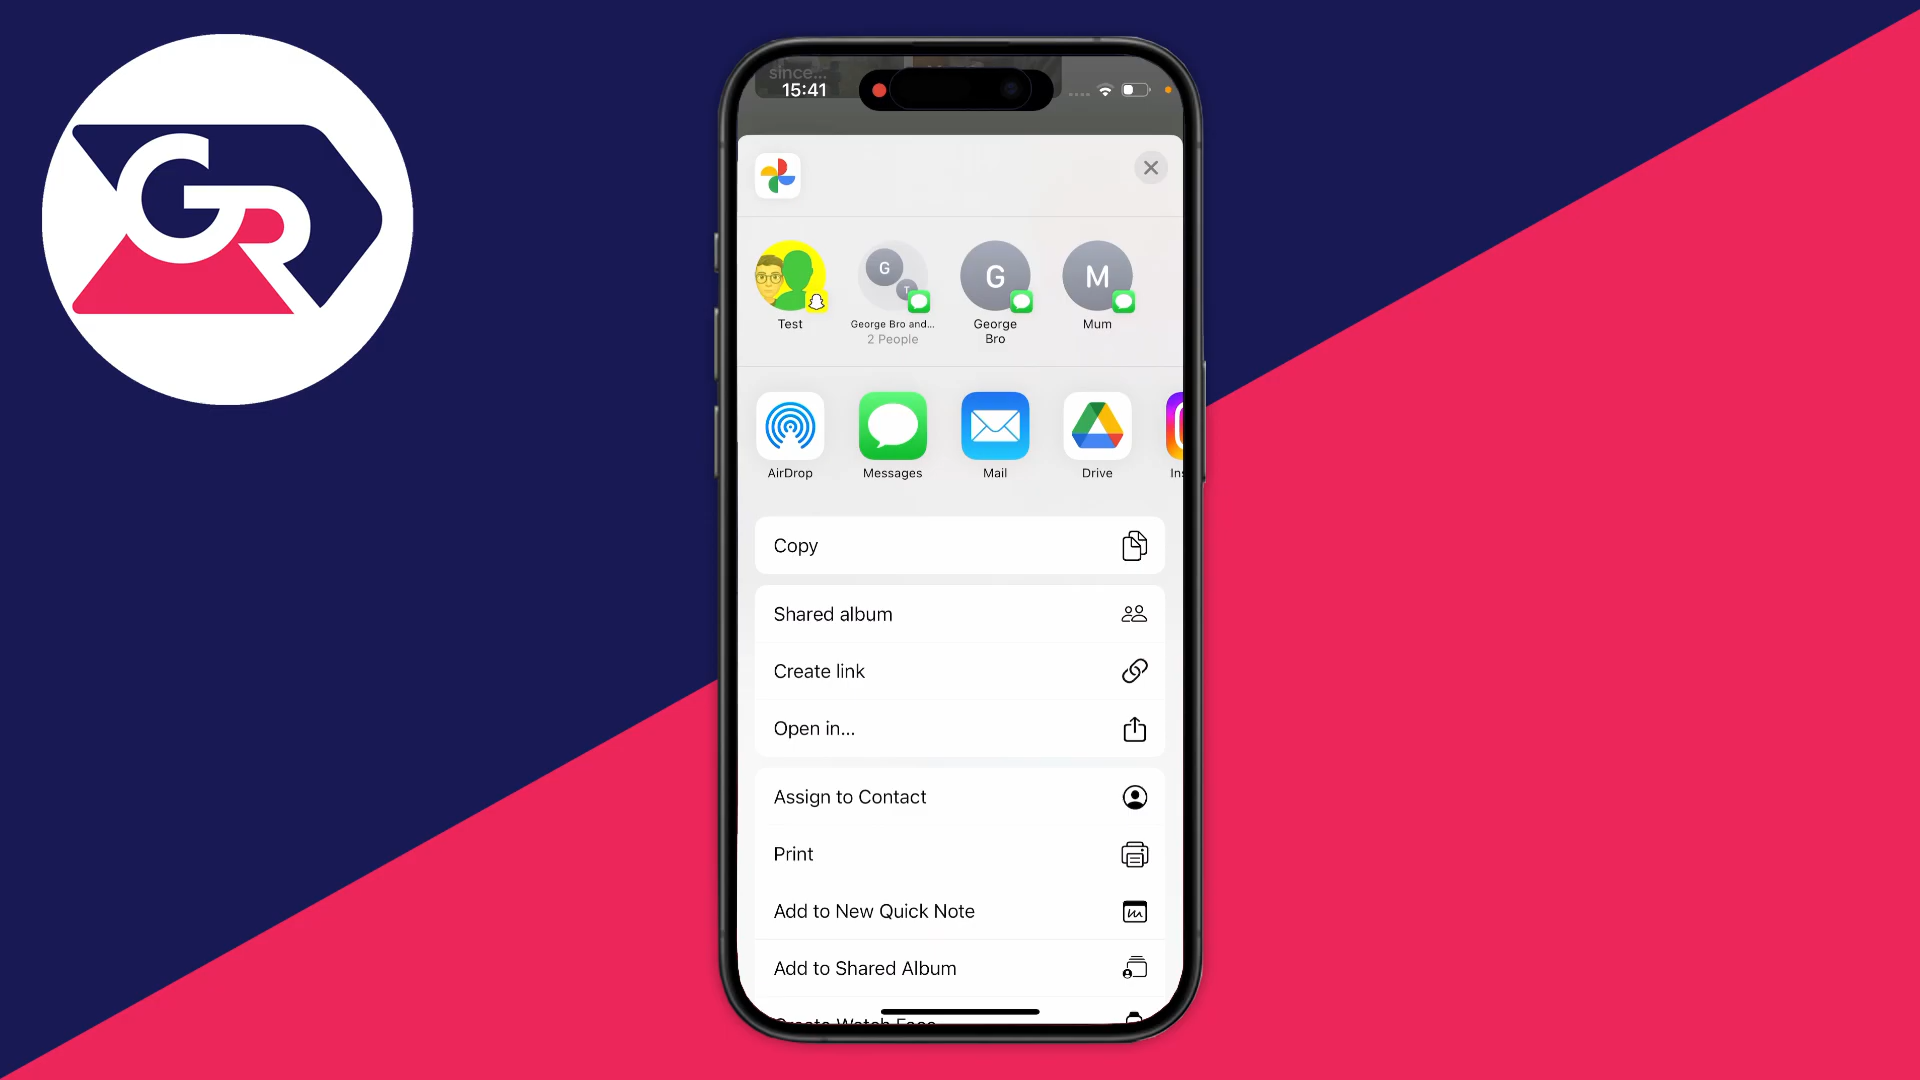 GR
since...
15:41
G
T
G
M
Test
George Bro and...
2 People
George
Bro
Mum
AirDrop
Messages
Mail
Drive
Ins
Copy
Shared album
Create link
Open in...
Assign to Contact
Print
Add to New Quick Note
Add to Shared Album
Create Watch Face